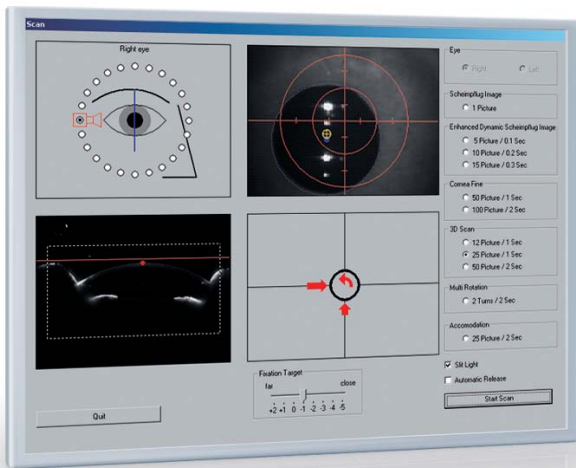 Scan
Right eye
Eye
Right Left
Scheimpflug Image
1 Picture
Enhanced Dynamic Scheimpflug Image
5 Picture / 0.1 Sec
10 Picture / 0.2 Sec
15 Picture / 0.3 Sec
Cornea Fine
50 Picture / 1 Sec
100 Picture / 2 Sec
3D Scan
12 Picture / 1 Sec
25 Picture / 1 Sec
50 Picture / 2 Sec
Multi Rotation
2 Turns / 2 Sec
Accomodation
25 Picture / 2 Sec
Slit Light
Automatic Release
Start Scan
Fixation Target
far close
+2 +1 0 -1 -2 -3 -4 -5
Quit